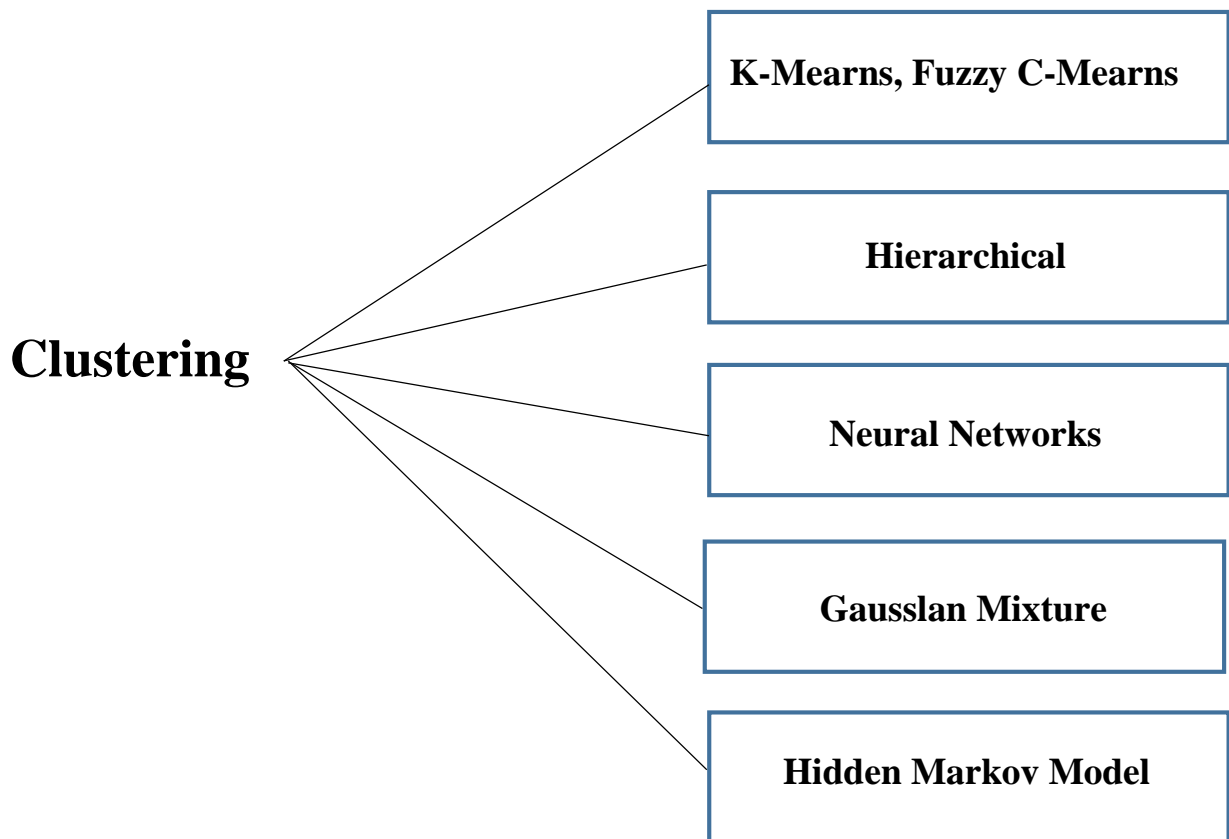 K-Mearns, Fuzzy C-Mearns
Hierarchical
Clustering
Neural Networks
Gausslan Mixture
Hidden Markov Model